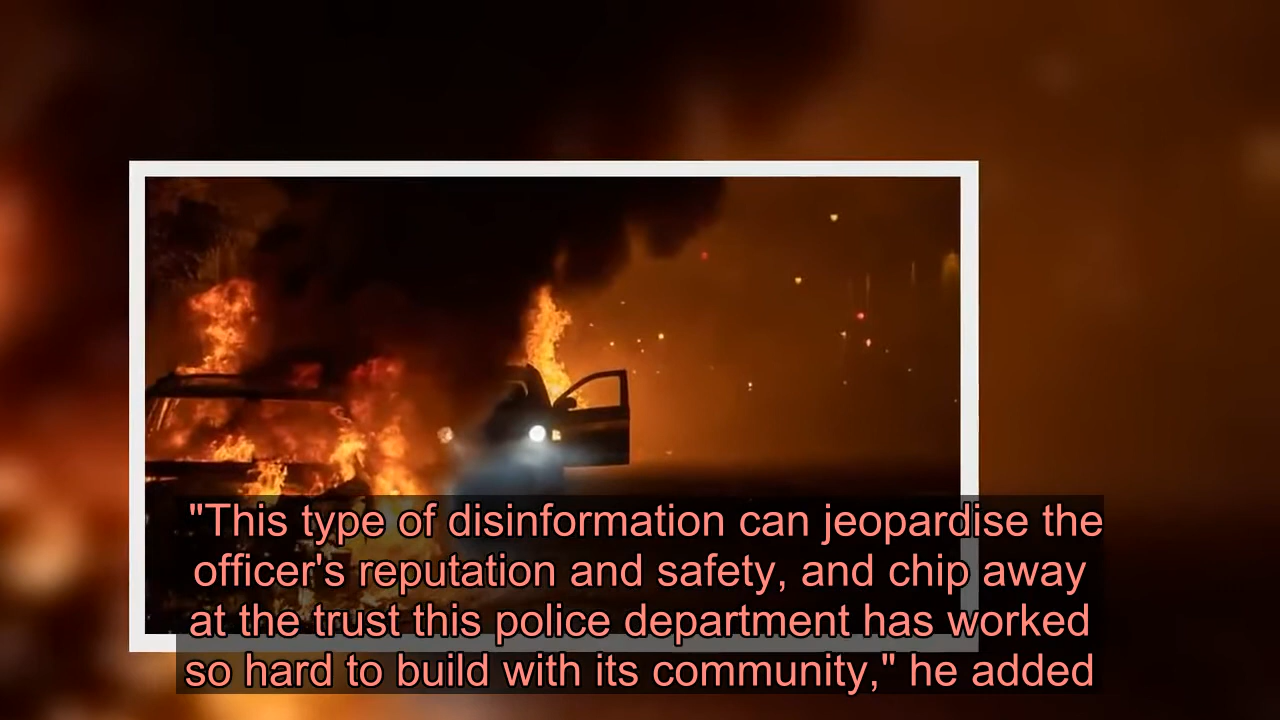 "This type of disinformation can jeopardise the
officer's reputation and safety, and chip away
at the trust this police department has worked
so hard to build with its community," he added